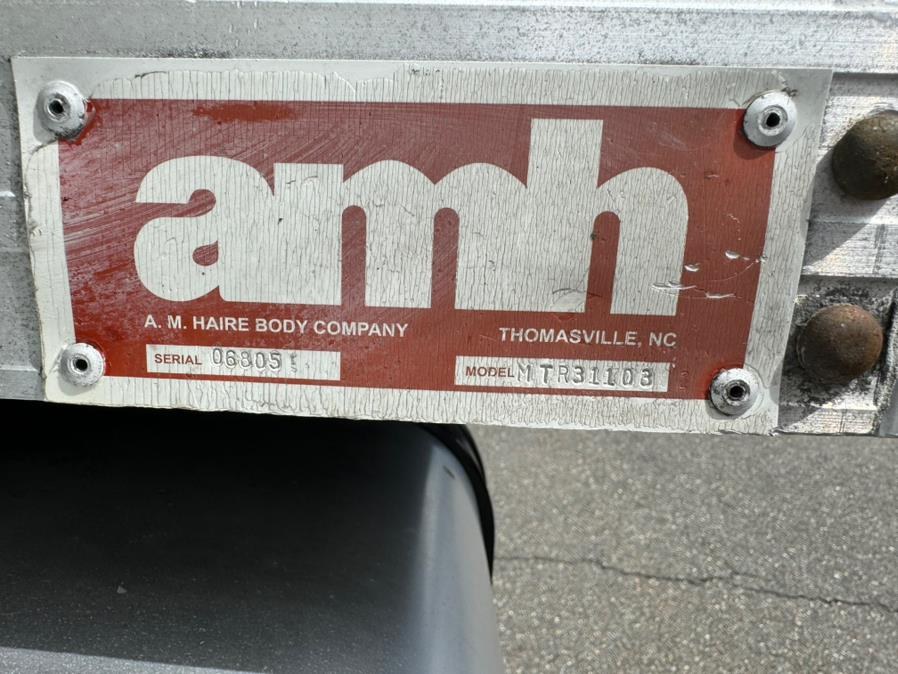 amh
A. M. HAIRE BODY COMPANY THOMASVILLE, NC
SERIAL 06805 MODEL MTR31103